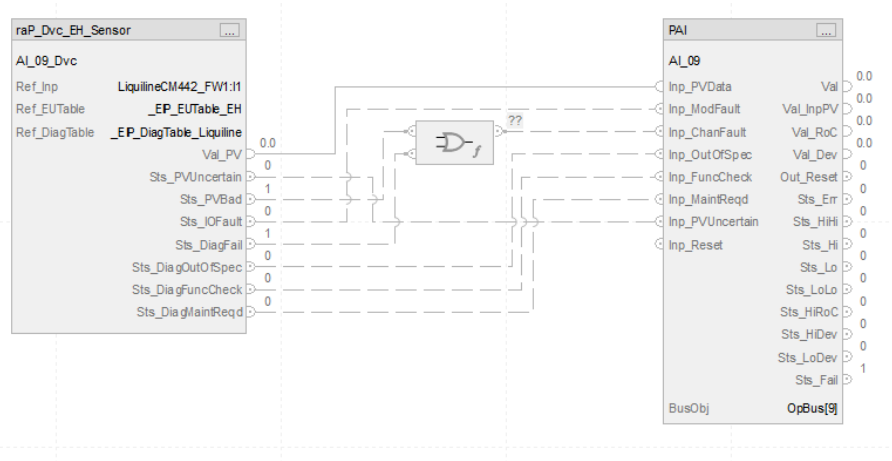 raP_Dvc_EH_Sensor ...
AI_09_Dvc
Ref_Inp LiquilineCM442_FW1:I1
Ref_EUTable _EIP_EUTable_EH
Ref_DiagTable _EIP_DiagTable_Liquiline
Val_PV 0.0
Sts_PVUncertain 0
Sts_PVBad 1
Sts_IOFault 0
Sts_DiagFail 1
Sts_DiagOutOfSpec 0
Sts_DiagFuncCheck 0
Sts_DiagMaintReqd 0
??
f
PAI ...
AI_09
Inp_PVData Val 0.0
Inp_ModFault Val_InpPV 0.0
Inp_ChanFault Val_RoC 0.0
Inp_OutOfSpec Val_Dev 0.0
Inp_FuncCheck Out_Reset 0
Inp_MaintReqd Sts_Err 0
Inp_PVUncertain Sts_HiHi 0
Inp_Reset Sts_Hi 0
Sts_Lo 0
Sts_LoLo 0
Sts_HiRoC 0
Sts_HiDev 0
Sts_LoDev 0
Sts_Fail 1
BusObj OpBus[9]